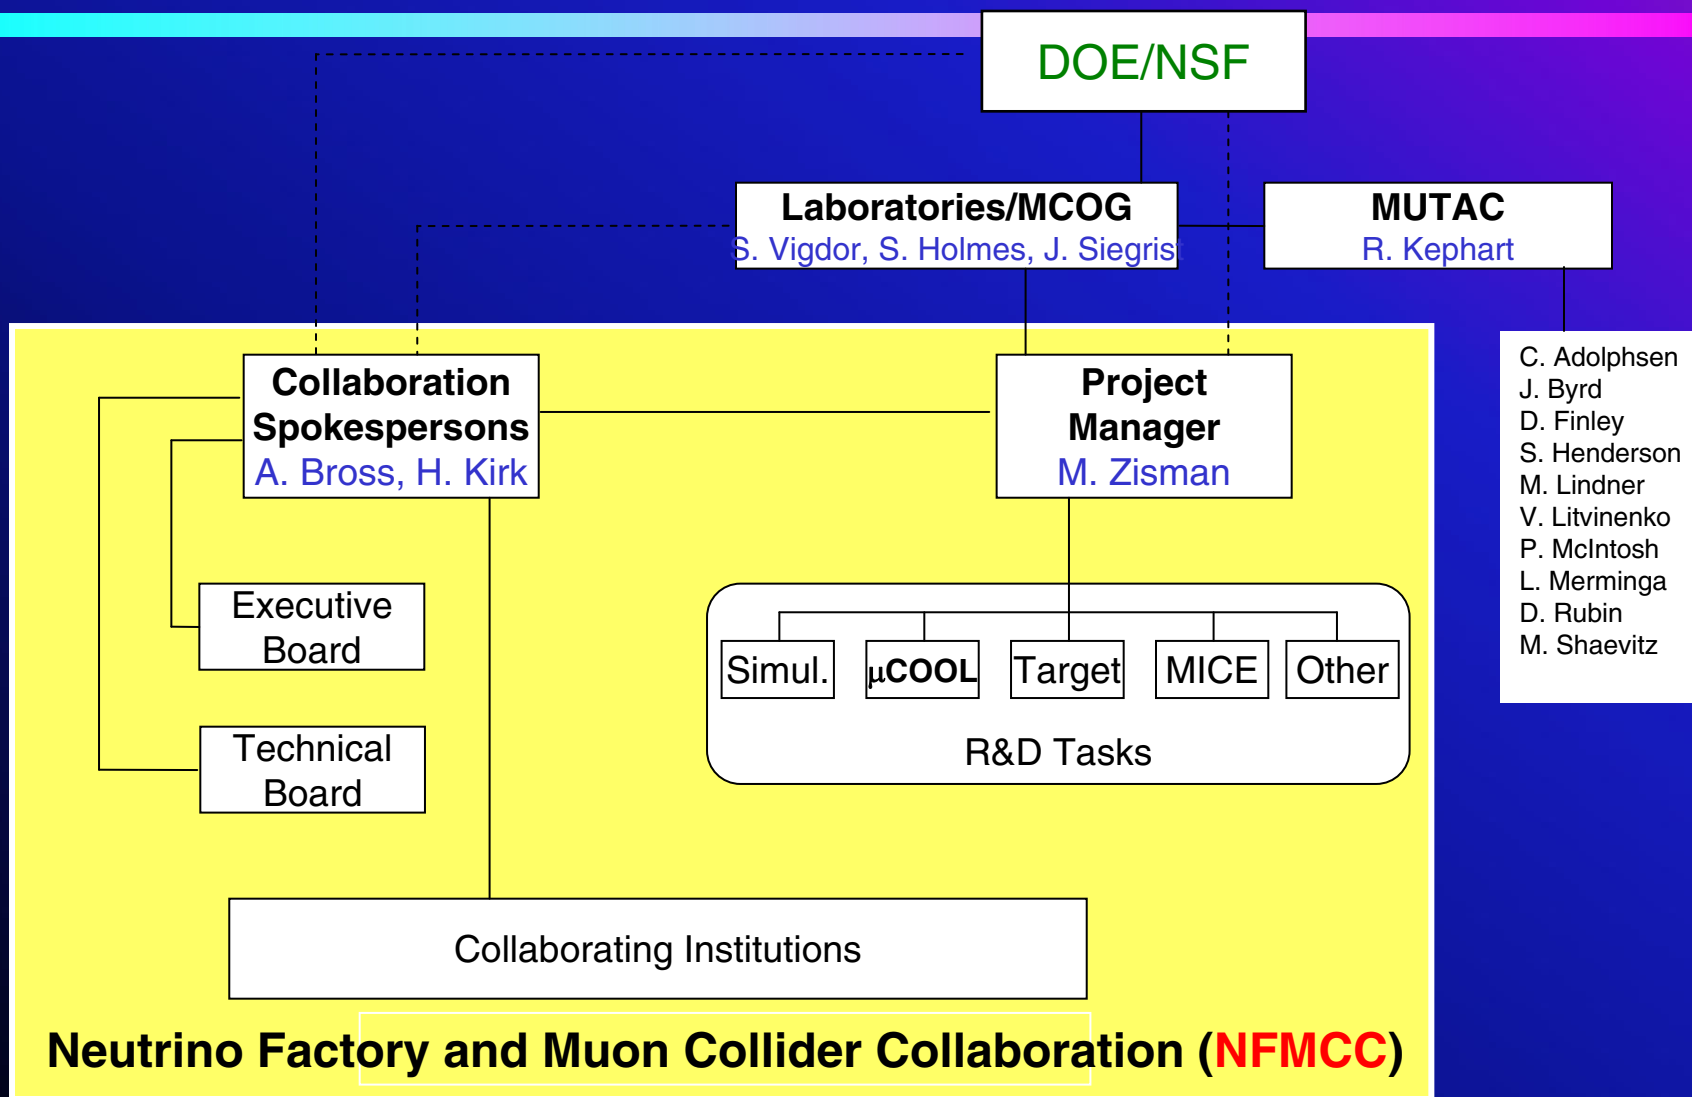 DOE/NSF
Laboratories/MCOG
S. Vigdor, S. Holmes, J. Siegrist
MUTAC
R. Kephart
C. Adolphsen
J. Byrd
D. Finley
S. Henderson
M. Lindner
V. Litvinenko
P. McIntosh
L. Merminga
D. Rubin
M. Shaevitz
Collaboration
Spokespersons
A. Bross, H. Kirk
Project
Manager
M. Zisman
Executive
Board
Technical
Board
Simul.
μCOOL
Target
MICE
Other
R&D Tasks
Collaborating Institutions
Neutrino Factory and Muon Collider Collaboration (NFMCC)